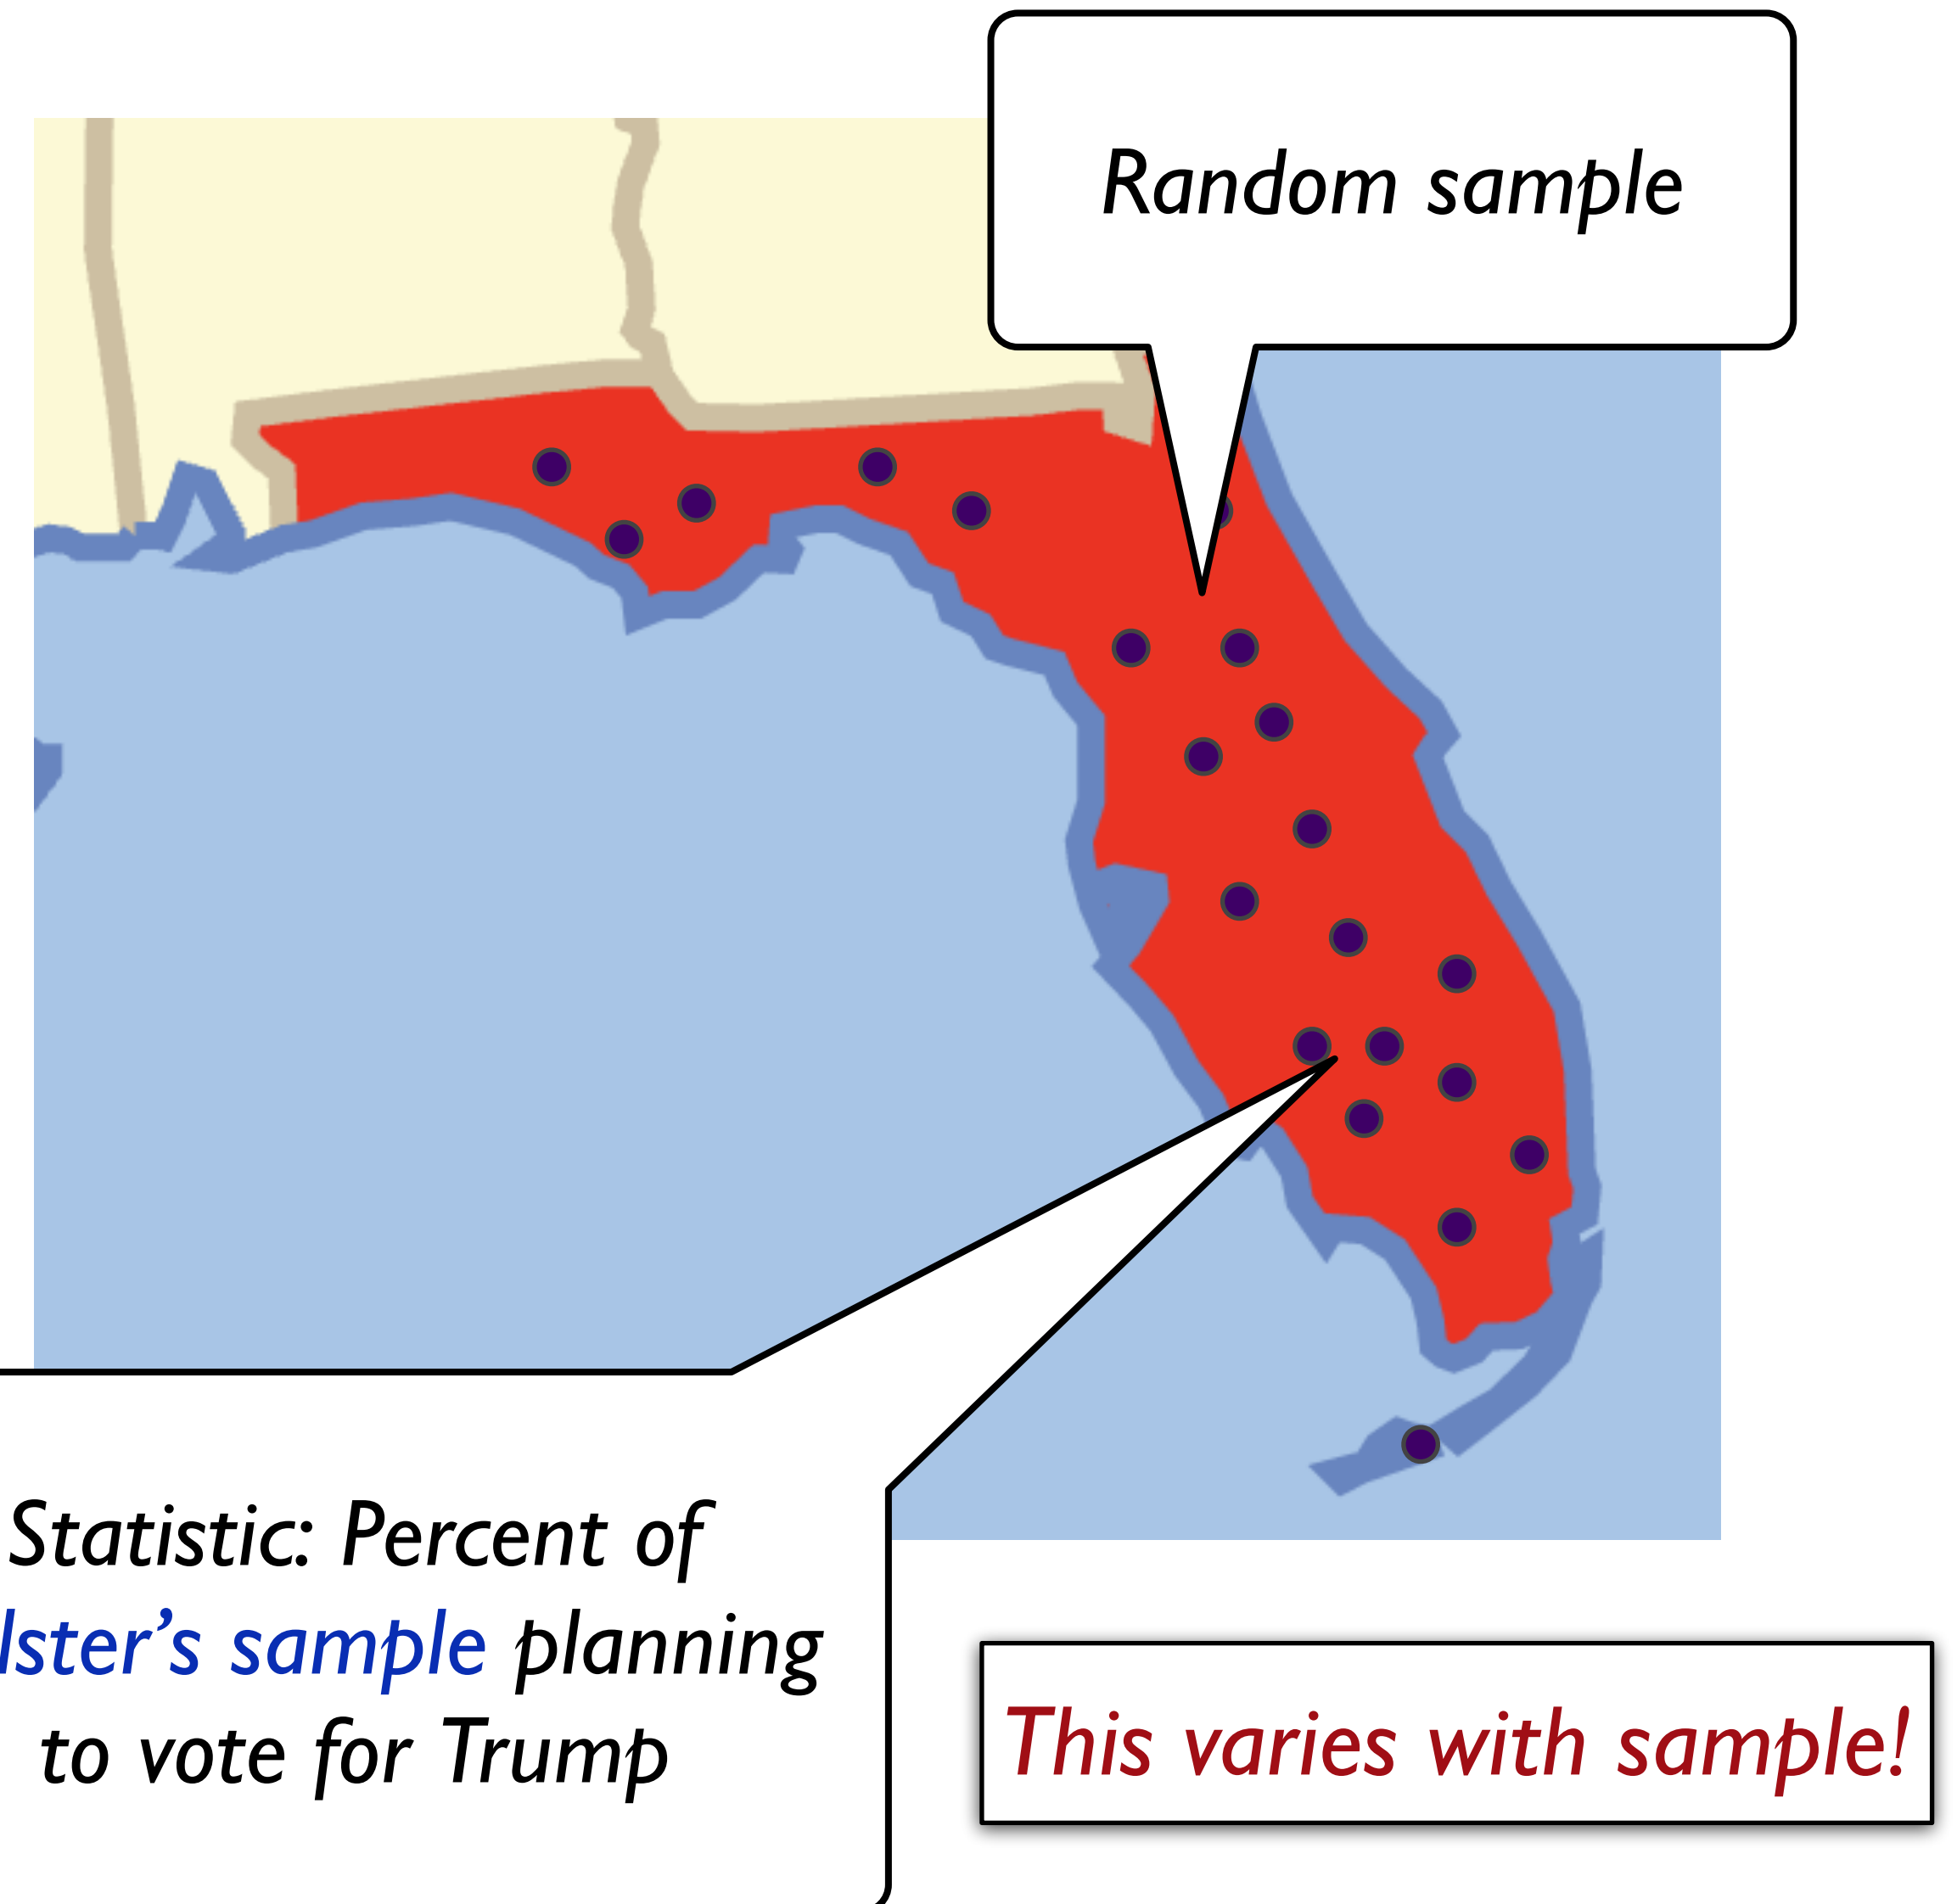 Random sample
Statistic: Percent of
lster's sample planning
to vote for Trump
This varies with sample!